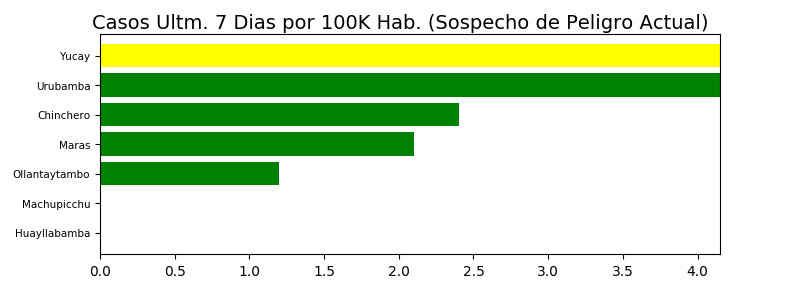 Casos Ultm. 7 Dias por 100K Hab. (Sospecho de Peligro Actual)
Yucay
Urubamba
Chinchero
Maras
Ollantaytambo
Machupicchu
Huayllabamba
0.0 0.5 1.0 1.5 2.0 2.5 3.0 3.5 4.0